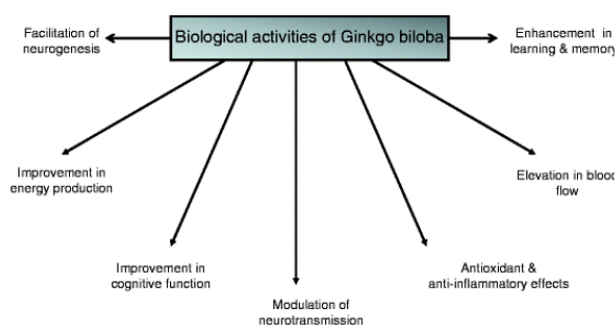 Facilitation of
neurogenesis
Biological activities of Ginkgo biloba
Enhancement in
learning & memory
Improvement in
energy production
Elevation in blood
flow
Improvement in
cognitive function
Antioxidant &
anti-inflammatory effects
Modulation of
neurotransmission